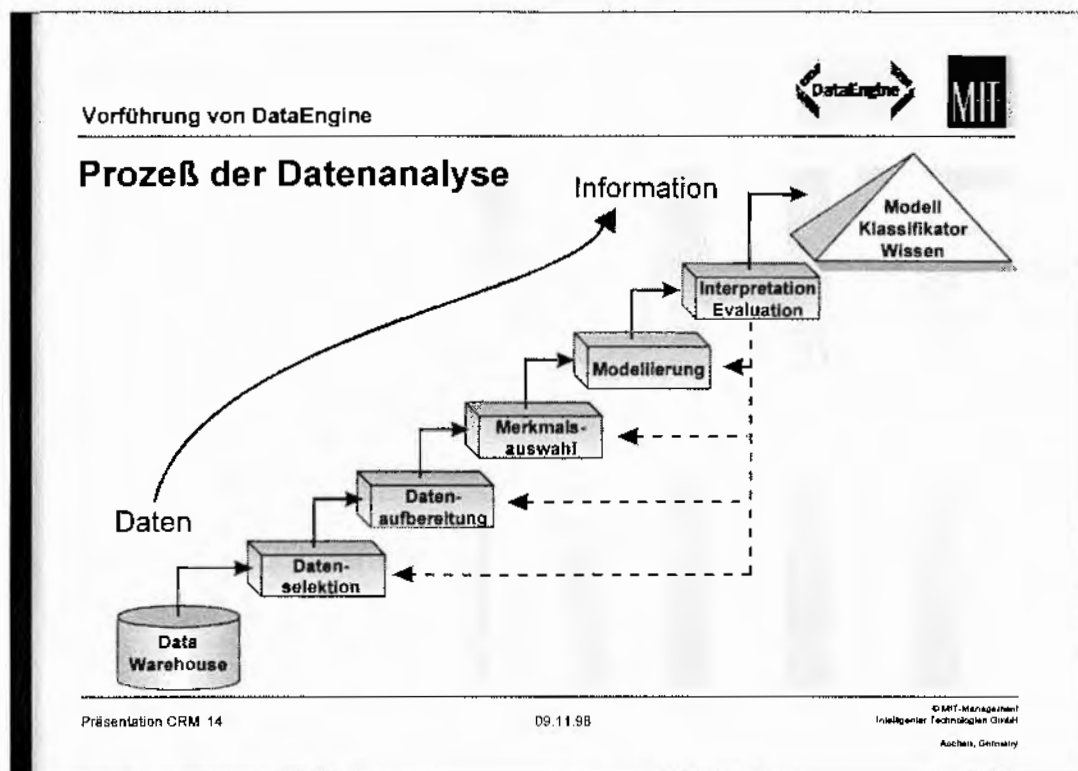 DataEngine
MIT
Vorführung von DataEngine
Prozeß der Datenanalyse
Information
Modell
Klassifikator
Wissen
Interpretation
Evaluation
Modellierung
Merkmals-
auswahl
Daten-
aufbereitung
Daten
Daten-
selektion
Data
Warehouse
Präsentation CRM 14
09.11.98
© MIT-Management
Intelligenter Technologien GmbH
Aachen, Germany